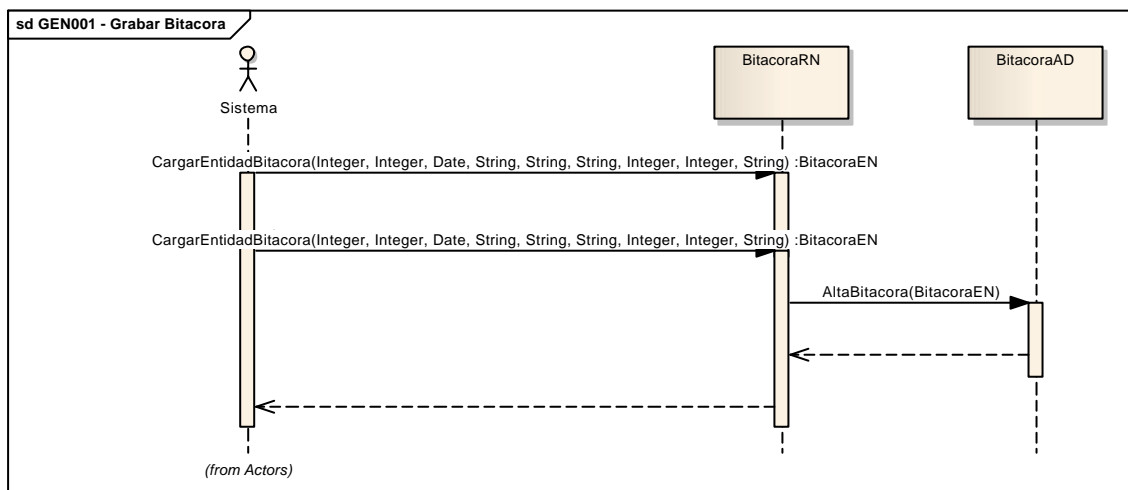 sd GEN001 - Grabar Bitacora
Sistema
BitacoraRN
BitacoraAD
CargarEntidadBitacora(Integer, Integer, Date, String, String, String, Integer, Integer, String) :BitacoraEN
CargarEntidadBitacora(Integer, Integer, Date, String, String, String, Integer, Integer, String) :BitacoraEN
AltaBitacora(BitacoraEN)
(from Actors)